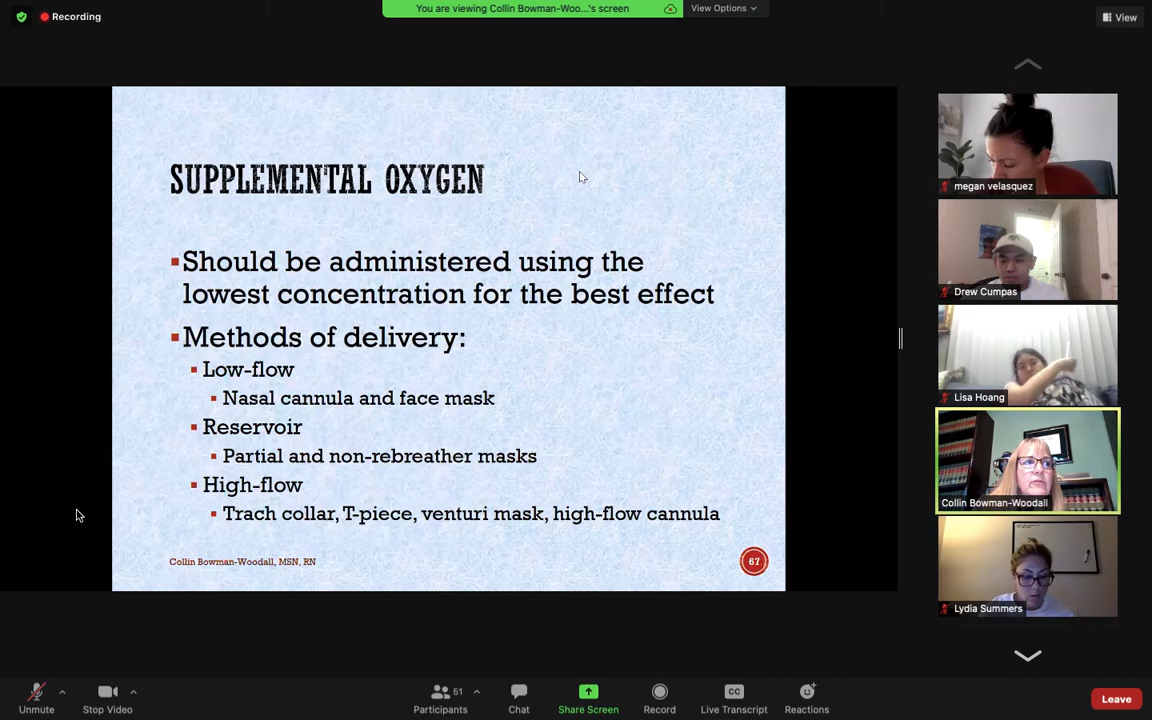 Recording
You are viewing Collin Bowman-Woo...'s screen
View Options
View
SUPPLEMENTAL OXYGEN
Should be administered using the
lowest concentration for the best effect
Methods of delivery:
Low-flow
Nasal cannula and face mask
Reservoir
Partial and non-rebreather masks
High-flow
Trach collar, T-piece, venturi mask, high-flow cannula
Collin Bowman-Woodall, MSN, RN
67
megan velasquez
Drew Cumpas
Lisa Hoang
Collin Bowman-Woodall
Lydia Summers
Unmute
Stop Video
Participants
51
Chat
Share Screen
Record
CC
Live Transcript
Reactions
Leave